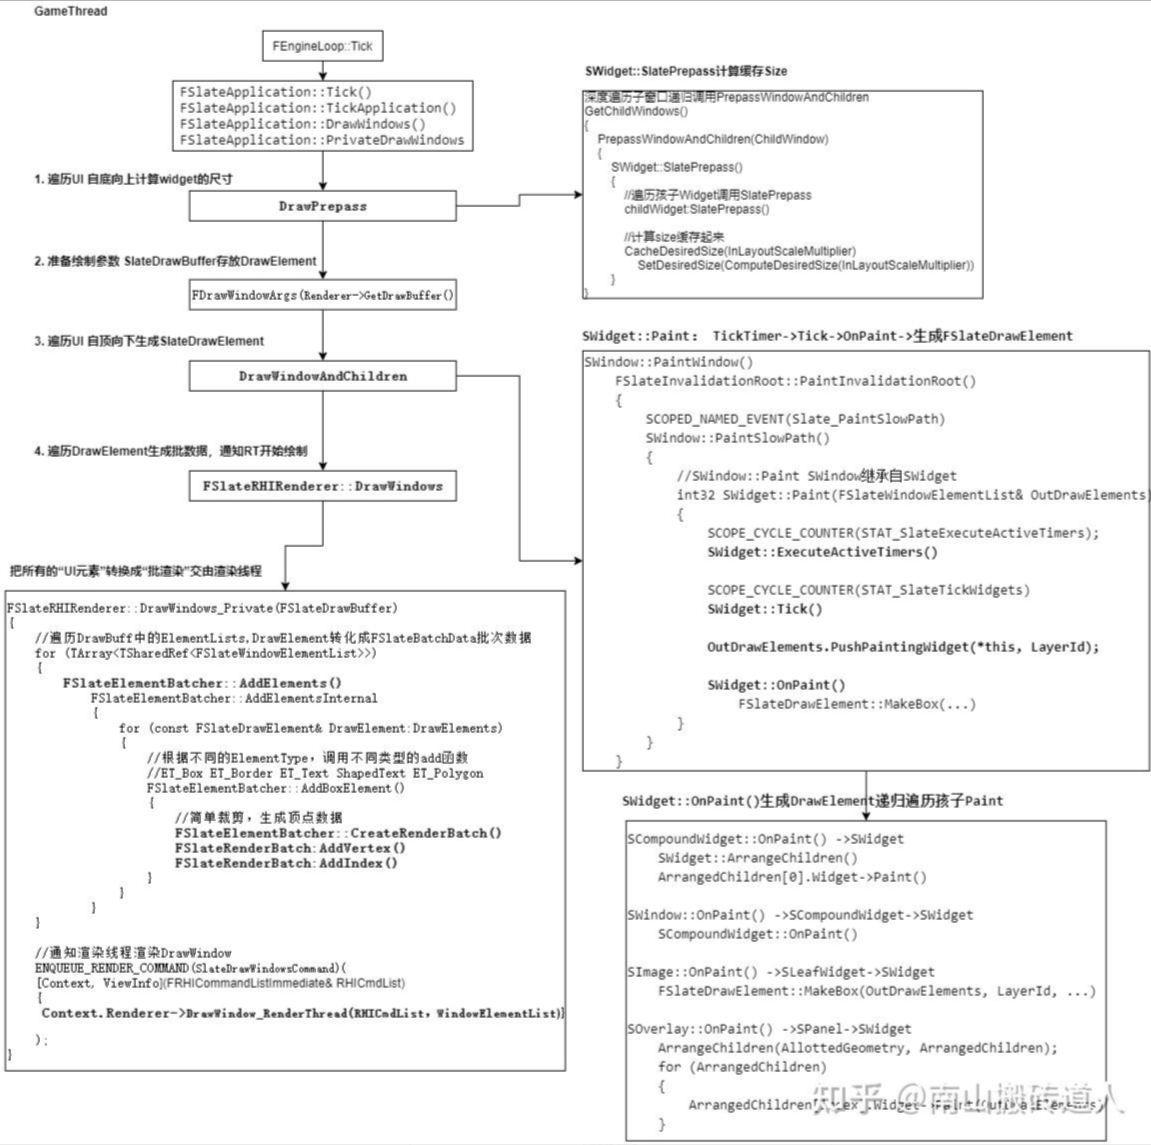 GameThread
FEngineLoop::Tick
FSlateApplication::Tick()
FSlateApplication::TickApplication()
FSlateApplication::DrawWindows()
FSlateApplication::PrivateDrawWindows
1. 遍历UI 自底向上计算widget的尺寸
DrawPrepass
2. 准备绘制参数 SlateDrawBuffer存放DrawElement
FDrawWindowArgs(Renderer->GetDrawBuffer()
3. 遍历UI 自顶向下生成SlateDrawElement
DrawWindowAndChildren
4. 遍历DrawElement生成批数据，通知RT开始绘制
FSlateRHIRenderer::DrawWindows
把所有的“UI元素”转换成“批渲染”交由渲染线程
FSlateRHIRenderer::DrawWindows_Private(FSlateDrawBuffer)
{
//遍历DrawBuff中的ElementLists,DrawElement转化成FSlateBatchData批次数据
for (TArray<TSharedRef<FSlateWindowElementList>>)
{
FSlateElementBatcher::AddElements()
FSlateElementBatcher::AddElementsInternal
{
for (const FSlateDrawElement& DrawElement:DrawElements)
{
//根据不同的ElementType，调用不同类型的add函数
//ET_Box ET_Border ET_Text ShapedText ET_Polygon
FSlateElementBatcher::AddBoxElement()
{
//简单裁剪，生成顶点数据
FSlateElementBatcher::CreateRenderBatch()
FSlateRenderBatch:AddVertex()
FSlateRenderBatch:AddIndex()
}
}
}
}
//通知渲染线程渲染DrawWindow
ENQUEUE_RENDER_COMMAND(SlateDrawWindowsCommand)(
[Context, ViewInfo](FRHICommandListImmediate& RHICmdList)
{
Context.Renderer->DrawWindow_RenderThread(RHICmdList，WindowElementList)}
);
}
SWidget::SlatePrepass计算缓存Size
深度遍历子窗口递归调用PrepassWindowAndChildren
GetChildWindows()
{
PrepassWindowAndChildren(ChildWindow)
{
SWidget::SlatePrepass()
{
//遍历孩子Widget调用SlatePrepass
childWidget:SlatePrepass()
//计算size缓存起来
CacheDesiredSize(InLayoutScaleMultiplier)
SetDesiredSize(ComputeDesiredSize(InLayoutScaleMultiplier))
}
}
SWidget::Paint： TickTimer->Tick->OnPaint->生成FSlateDrawElement
SWindow::PaintWindow()
FSlateInvalidationRoot::PaintInvalidationRoot()
{
SCOPED_NAMED_EVENT(Slate_PaintSlowPath)
SWindow::PaintSlowPath()
{
//SWindow::Paint SWindow继承自SWidget
int32 SWidget::Paint(FSlateWindowElementList& OutDrawElements)
{
SCOPE_CYCLE_COUNTER(STAT_SlateExecuteActiveTimers);
SWidget::ExecuteActiveTimers()
SCOPE_CYCLE_COUNTER(STAT_SlateTickWidgets)
SWidget::Tick()
OutDrawElements.PushPaintingWidget(*this, LayerId);
SWidget::OnPaint()
FSlateDrawElement::MakeBox(...)
}
}
}
SWidget::OnPaint()生成DrawElement递归遍历孩子Paint
SCompoundWidget::OnPaint() ->SWidget
SWidget::ArrangeChildren()
ArrangedChildren[0].Widget->Paint()
SWindow::OnPaint() ->SCompoundWidget->SWidget
SCompoundWidget::OnPaint()
SImage::OnPaint() ->SLeafWidget->SWidget
FSlateDrawElement::MakeBox(OutDrawElements, LayerId, ...)
SOverlay::OnPaint() ->SPanel->SWidget
ArrangeChildren(AllottedGeometry, ArrangedChildren);
for (ArrangedChildren)
{
ArrangedChildren[Index].Widget->Paint(OutDrawElements)
}
知乎 @南山搬砖道人